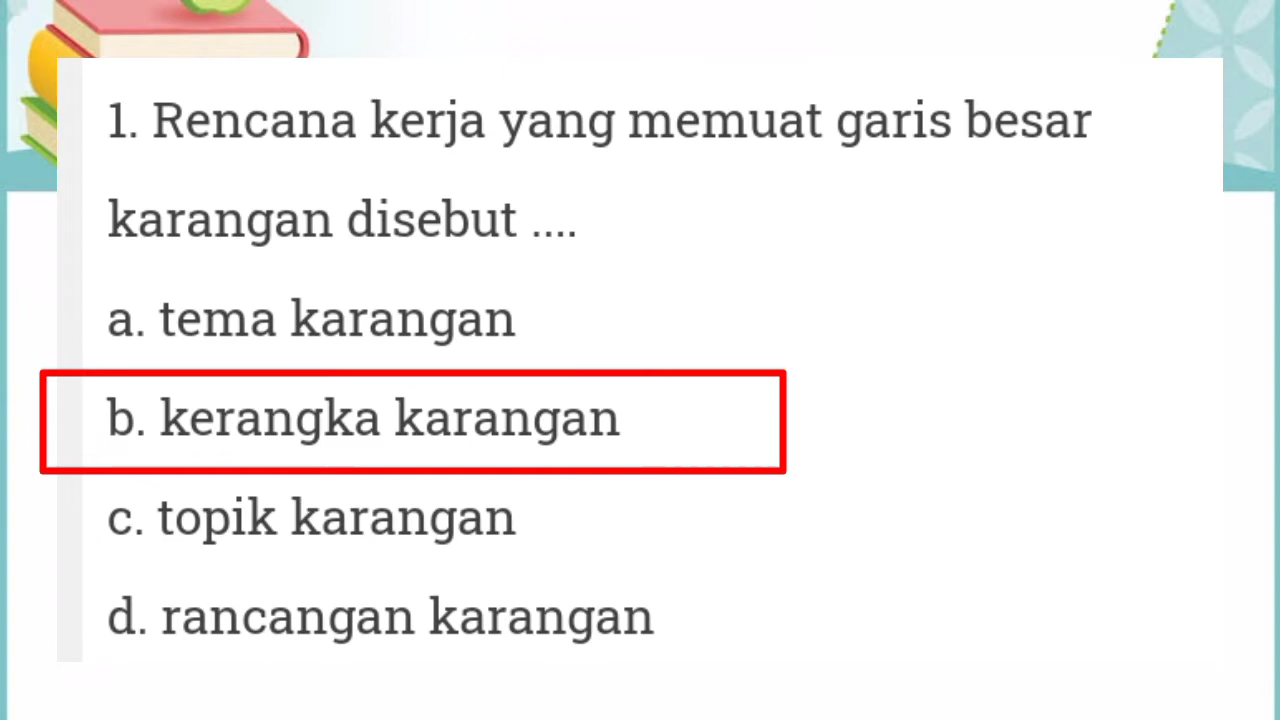 1. Rencana kerja yang memuat garis besar
karangan disebut ....
a. tema karangan
b. kerangka karangan
c. topik karangan
d. rancangan karangan